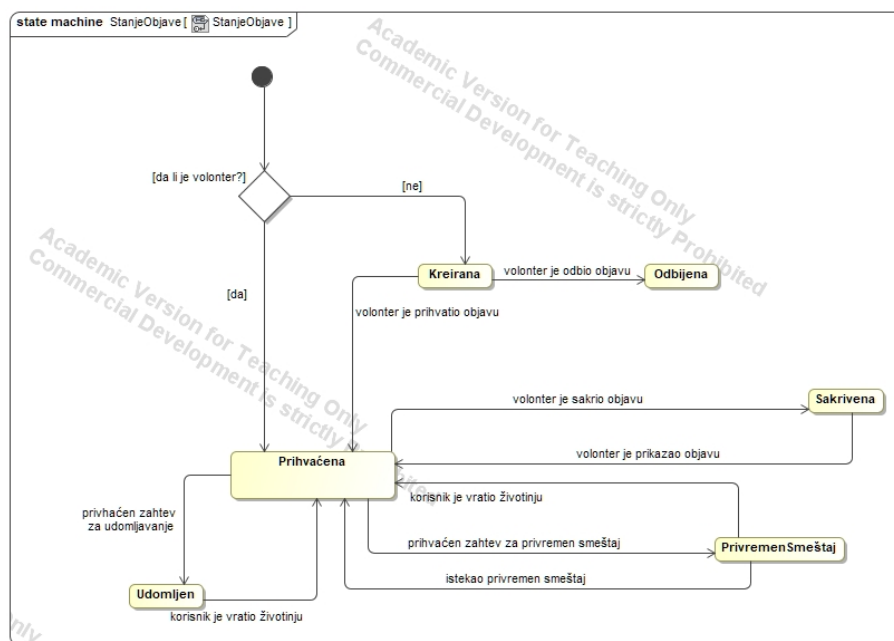 state machine StanjeObjave [ StanjeObjave ]
Academic Version for Teaching Only
Commercial Development is strictly Prohibited
[da li je volonter?]
[ne]
Kreirana
volonter je odbio objavu
Odbijena
Academic Version for Teaching Only
Commercial Development is strictly Prohibited
[da]
volonter je prihvatio objavu
volonter je sakrio objavu
Sakrivena
Prihvaćena
volonter je prikazao objavu
korisnik je vratio životinju
privhaćen zahtev
za udomljavanje
prihvaćen zahtev za privremen smeštaj
PrivremenSmeštaj
istekao privremen smeštaj
Udomljen
korisnik je vratio životinju
Only